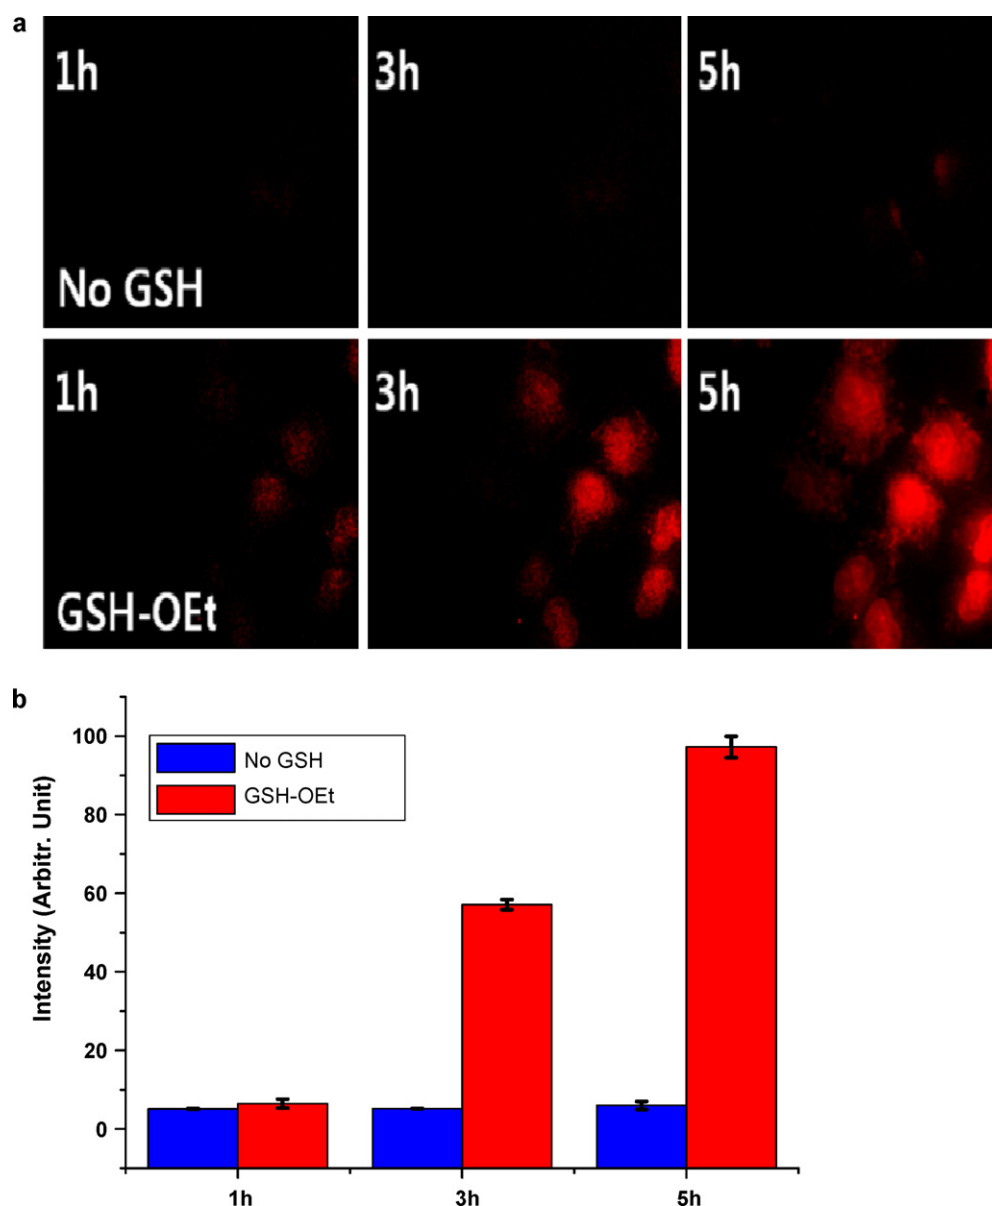 a
1h 3h 5h
No GSH
1h 3h 5h
GSH-OEt
b
100
80
60
40
20
0
Intensity (Arbitr. Unit)
No GSH
GSH-OEt
1h 3h 5h